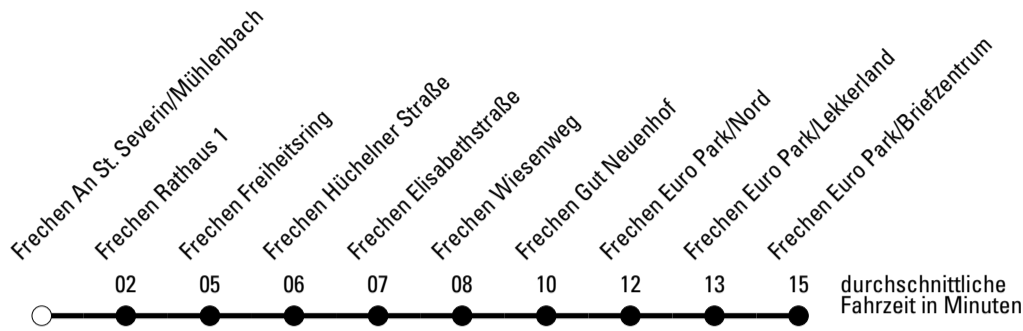 Frechen An St. Severin/Mühlenbach
Frechen Rathaus 1
Frechen Freiheitsring
Frechen Hüchelner Straße
Frechen Elisabethstraße
Frechen Wiesenweg
Frechen Gut Neuenhof
Frechen Euro Park/Nord
Frechen Euro Park/Lekkerland
Frechen Euro Park/Briefzentrum
02 05 06 07 08 10 12 13 15
durchschnittliche
Fahrzeit in Minuten